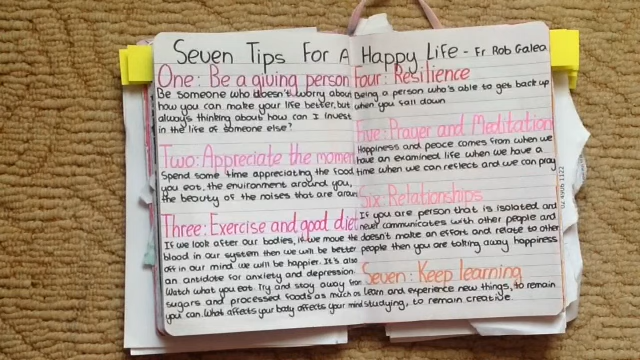 Seven Tips For A Happy Life - Fr Rob Galea
One: Be a giving person
Be someone who doesn't worry about
how you can make your life better, but
always thinking about how can I invest
in the life of someone else?
Two: Appreciate the moment
Spend some time appreciating the food
you eat, the environment around you,
the beauty of the noises that are around
Three: Exercise and good diet
If we look after our bodies, if we move the
blood in our system then we will be better
off in our mind we will be happier. It's also
an antidote for anxiety and depression.
Watch what you eat. Try and stay away from
sugars and processed foods as much as
you can. What affects your body affects your mind
Four: Resilience
Being a person who's able to get back up
when you fall down
Five: Prayer and Meditation
Happiness and peace comes from when we
have an examined life when we have a
time when we can reflect and we can pray
Six: Relationships
If you are person that is isolated and
never communicates with other people and
doesn't make an effort and relate to other
people then you are taking away happiness
Seven: Keep learning
Learn and experience new things, to remain
studying, to remain creative.